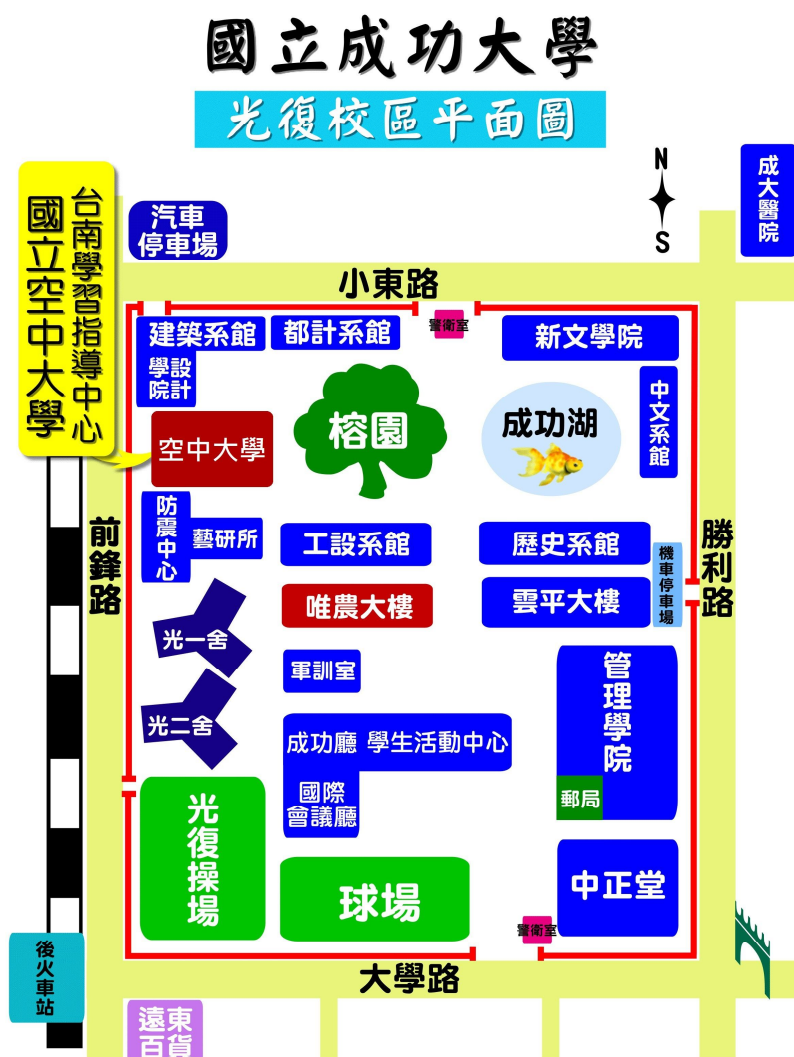 國立成功大學
光復校區平面圖
N
S
成大醫院
台南學習指導中心
國立空中大學
汽車
停車場
小東路
建築系館
都計系館
警衛室
新文學院
學設
院計
榕園
成功湖
中文系館
空中大學
防震中心
藝研所
工設系館
歷史系館
機車停車場
前鋒路
勝利路
唯農大樓
雲平大樓
光一舍
軍訓室
管理學院
光二舍
成功廳 學生活動中心
國際
會議廳
郵局
光復操場
球場
中正堂
警衛室
後火車站
大學路
遠東
百貨